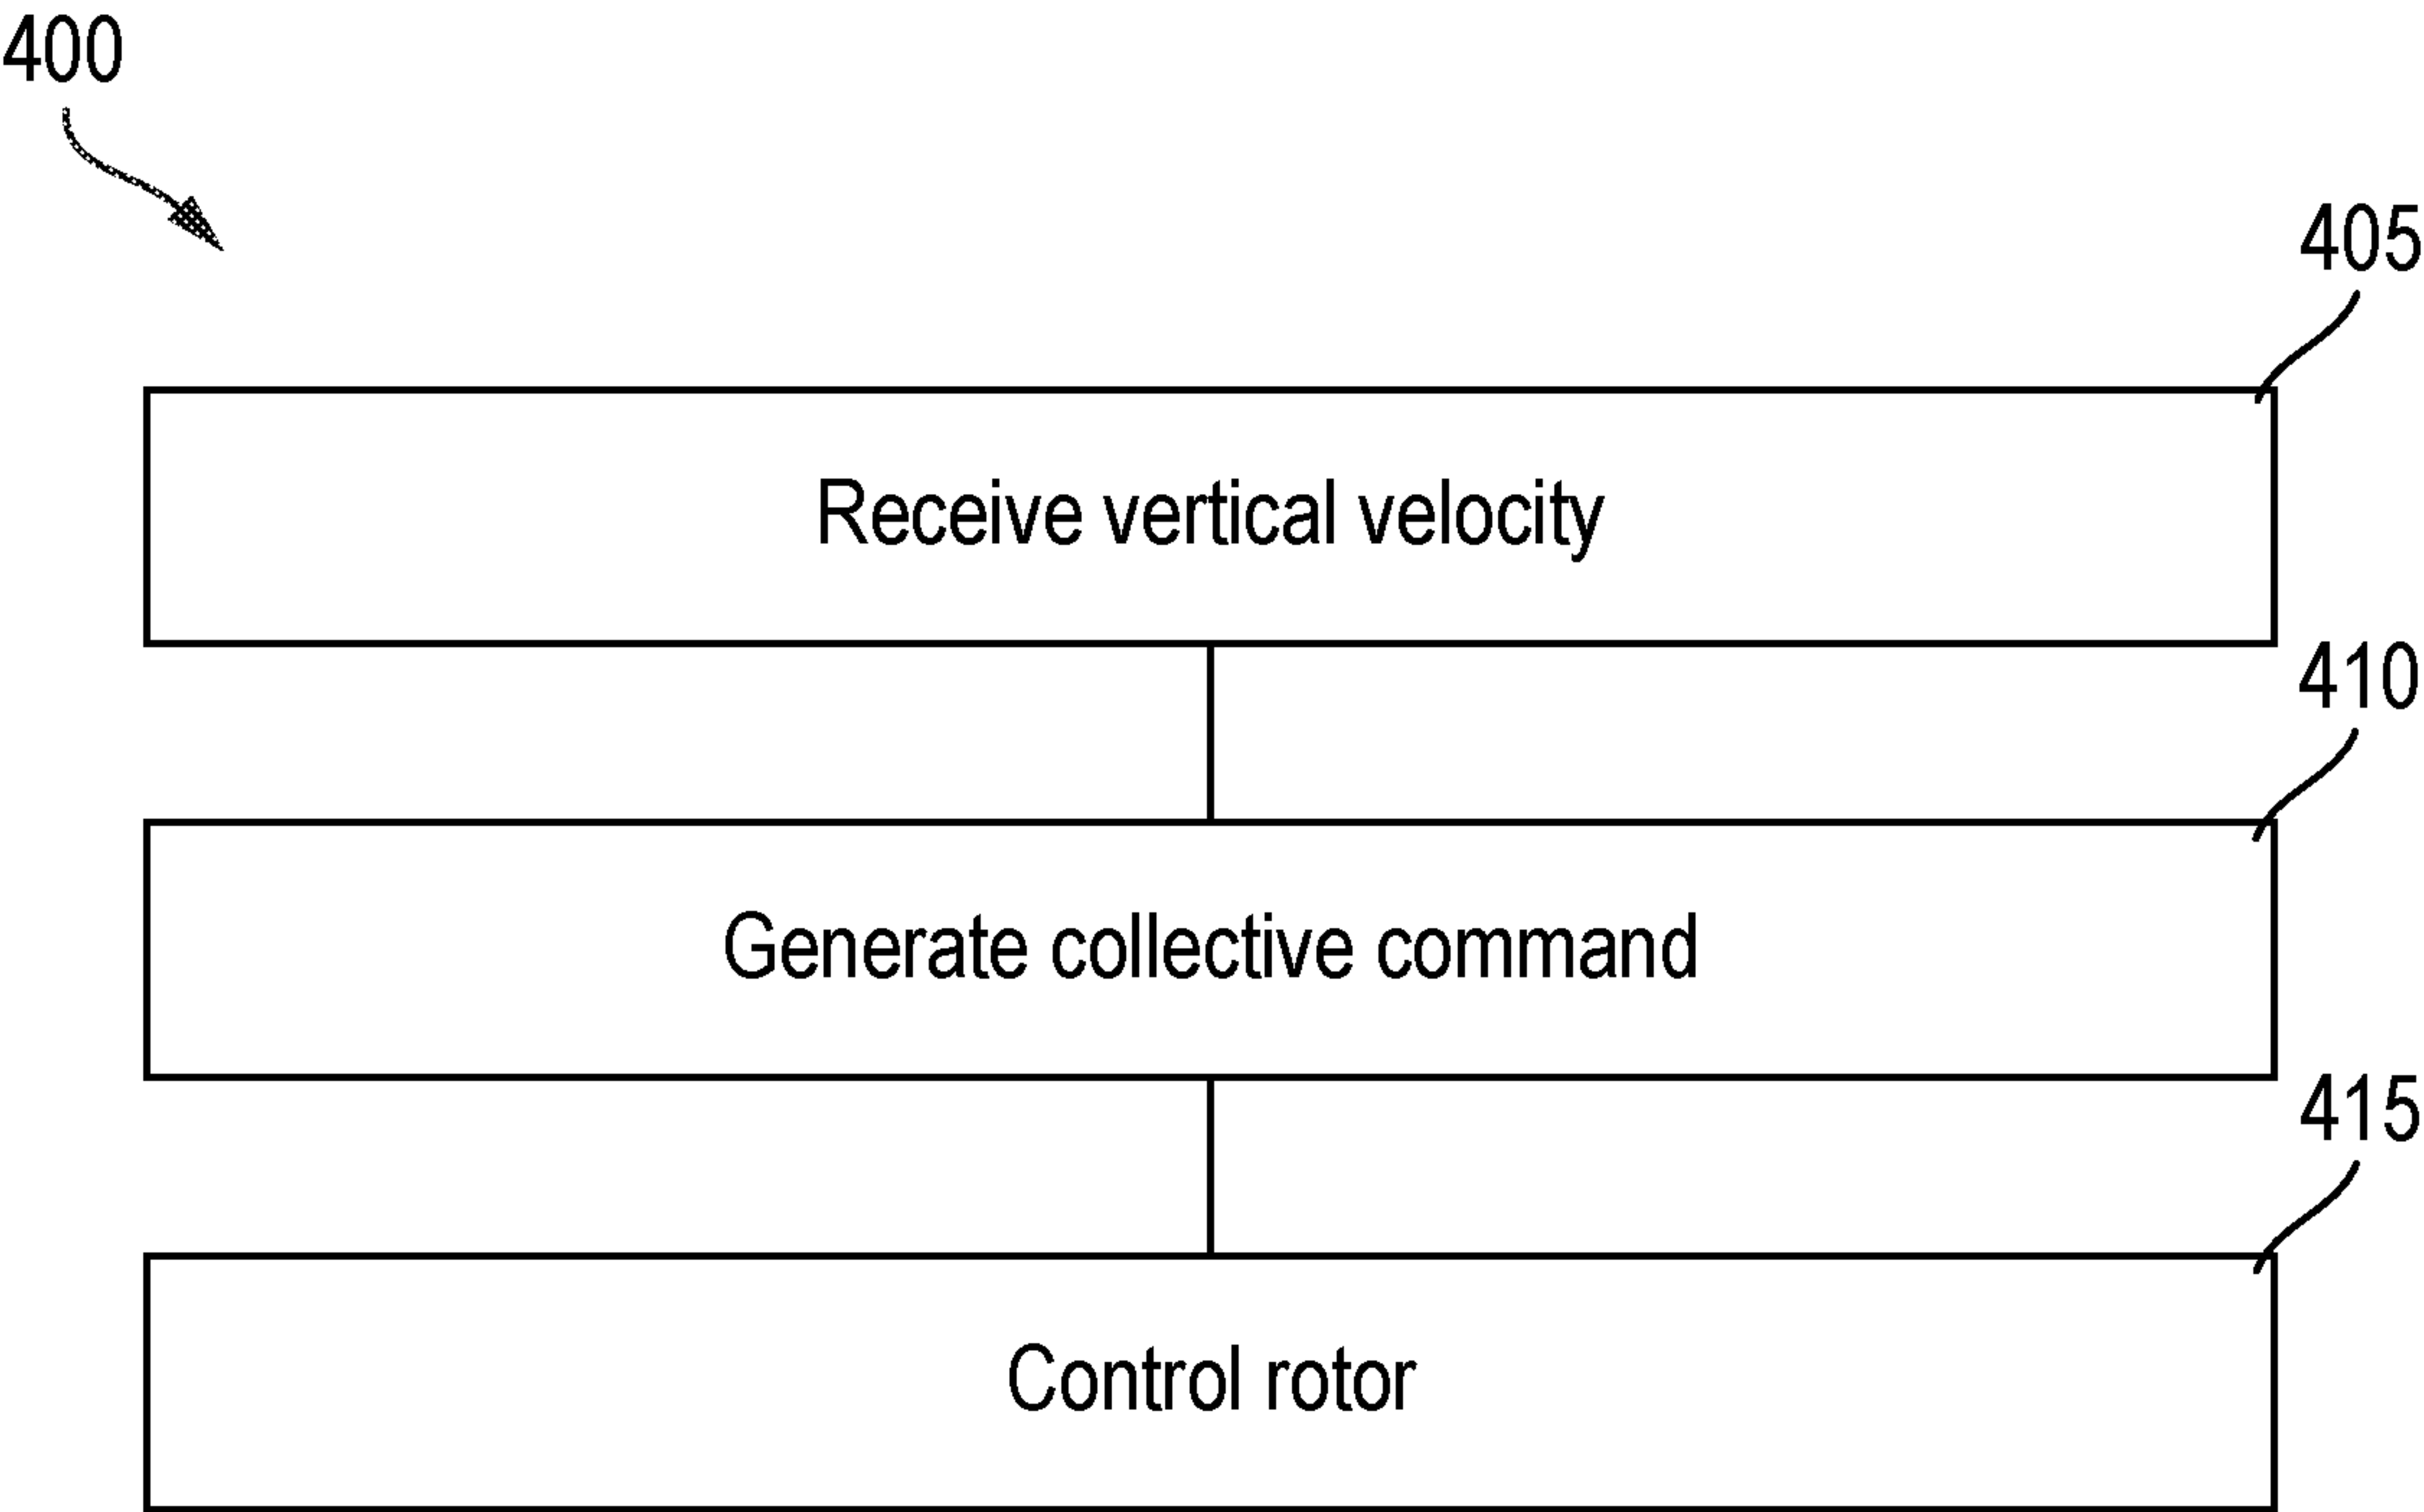 400
405
Receive vertical velocity
410
Generate collective command
415
Control rotor